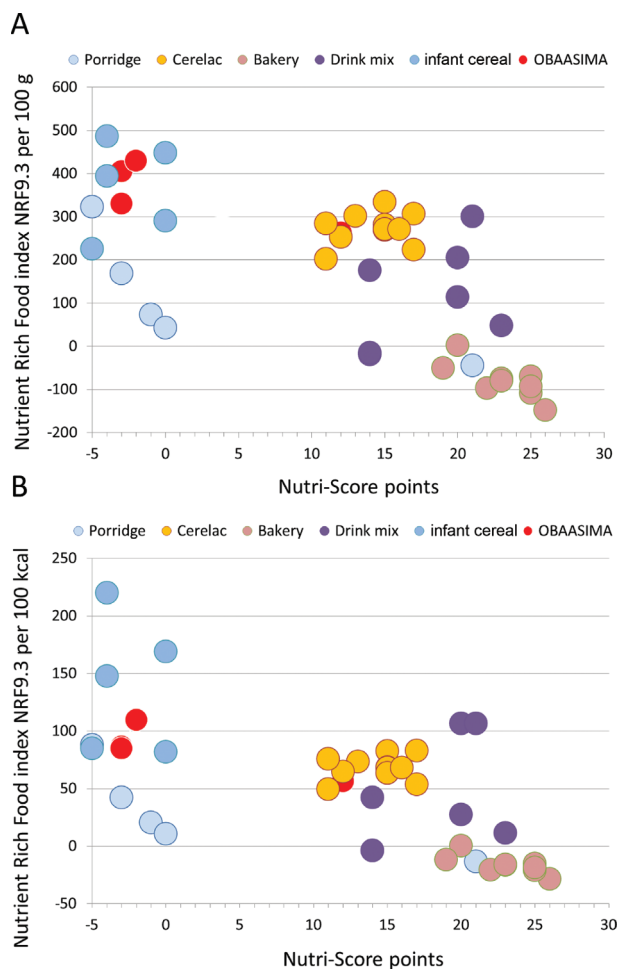 A
Porridge Cerelac Bakery Drink mix infant cereal OBAASIMA
Nutrient Rich Food index NRF9.3 per 100 g
600
500
400
300
200
100
0
-100
-200
-5 0 5 10 15 20 25 30
Nutri-Score points
B
Porridge Cerelac Bakery Drink mix infant cereal OBAASIMA
Nutrient Rich Food index NRF9.3 per 100 kcal
250
200
150
100
50
0
-50
-5 0 5 10 15 20 25 30
Nutri-Score points